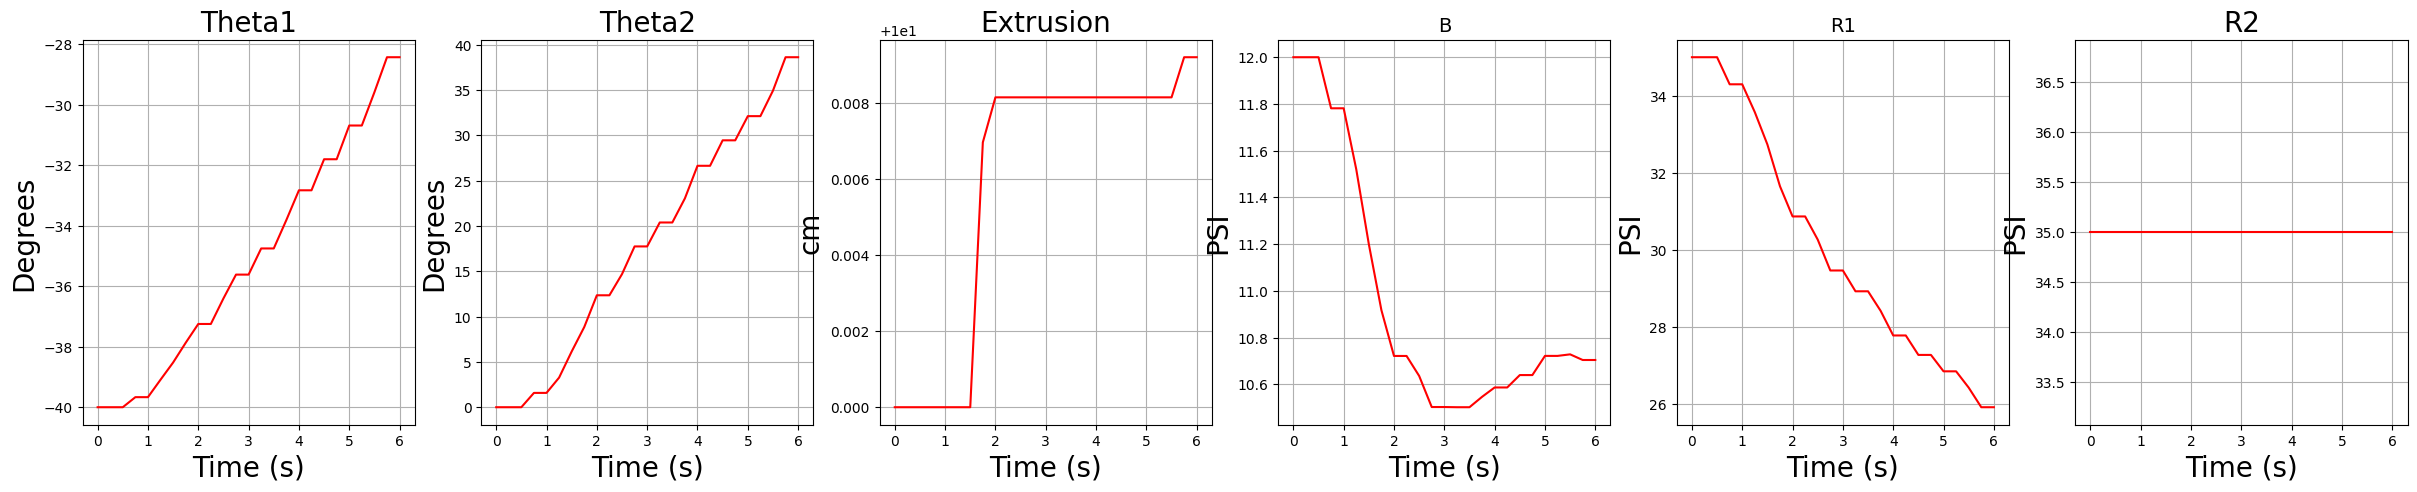 Theta1
Degrees
−28
−30
−32
−34
−36
−38
−40
0 1 2 3 4 5 6
Time (s)
Theta2
Degrees
40
35
30
25
20
15
10
5
0
0 1 2 3 4 5 6
Time (s)
Extrusion
+1e1
cm
0.008
0.006
0.004
0.002
0.000
0 1 2 3 4 5 6
Time (s)
B
PSI
12.0
11.8
11.6
11.4
11.2
11.0
10.8
10.6
0 1 2 3 4 5 6
Time (s)
R1
PSI
34
32
30
28
26
0 1 2 3 4 5 6
Time (s)
R2
PSI
36.5
36.0
35.5
35.0
34.5
34.0
33.5
0 1 2 3 4 5 6
Time (s)